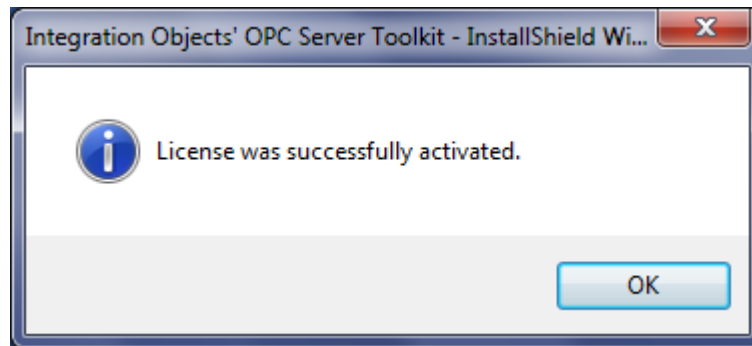 Integration Objects' OPC Server Toolkit - InstallShield Wi...
License was successfully activated.
OK